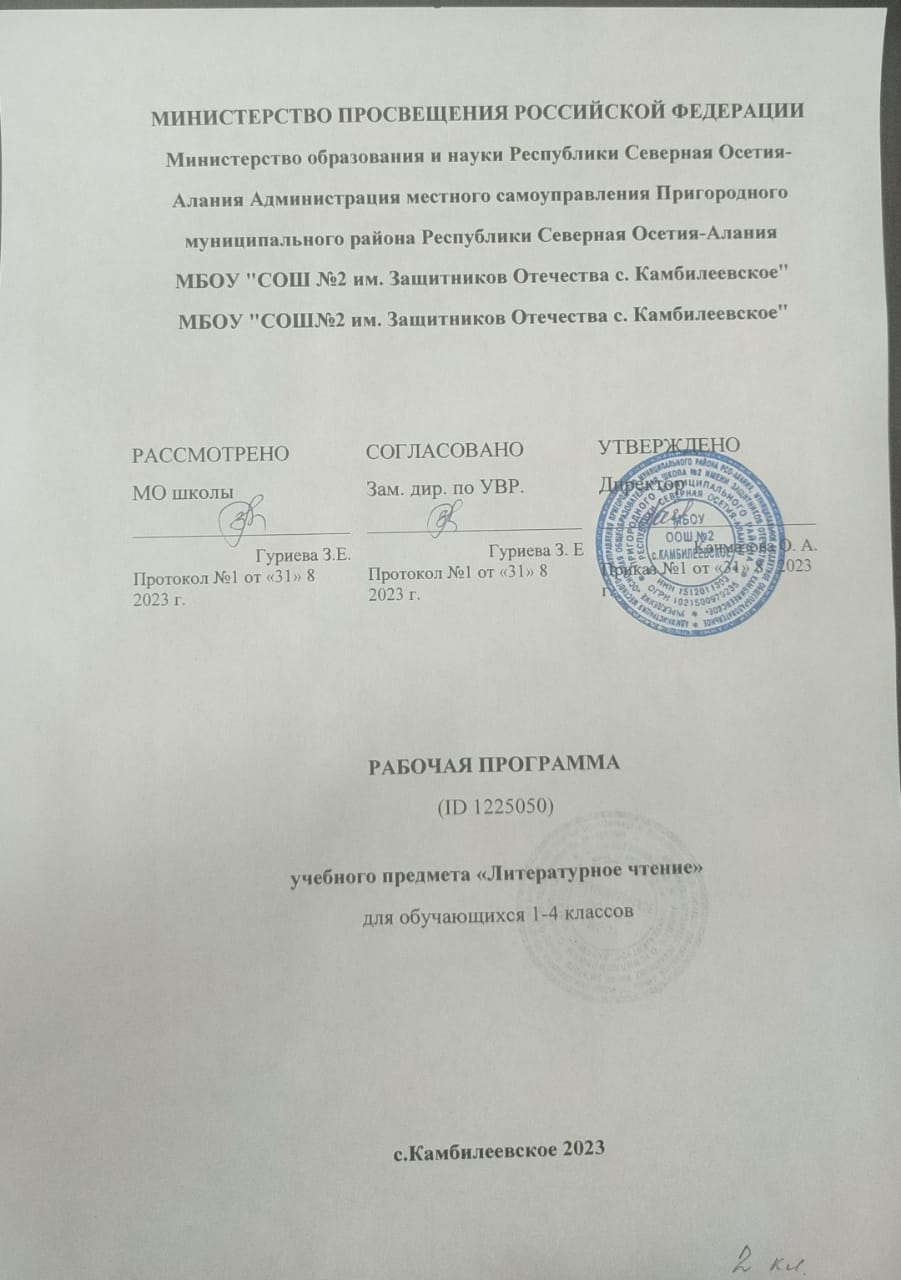 МИНИСТЕРСТВО ПРОСВЕЩЕНИЯ РОССИЙСКОЙ ФЕДЕРАЦИИ
Министерство образования и науки Республики Северная Осетия-
Алания Администрация местного самоуправления Пригородного
муниципального района Республики Северная Осетия-Алания
МБОУ "СОШ №2 им. Защитников Отечества с. Камбилеевское"
МБОУ "СОШ№2 им. Защитников Отечества с. Камбилеевское"
РАССМОТРЕНО
МО школы
Гуриева З.Е.
Протокол №1 от «31» 8
2023 г.
СОГЛАСОВАНО
Зам. дир. по УВР.
Гуриева З. Е
Протокол №1 от «31» 8
2023 г.
УТВЕРЖДЕНО
Директор
О. А.
Приказ №1 от «31» 8 2023
г.
МБОУ
ООШ №2
с.КАМБИЛЕЕВСКОЕ
РАБОЧАЯ ПРОГРАММА
(ID 1225050)
учебного предмета «Литературное чтение»
для обучающихся 1-4 классов
с.Камбилеевское 2023
2 кл.